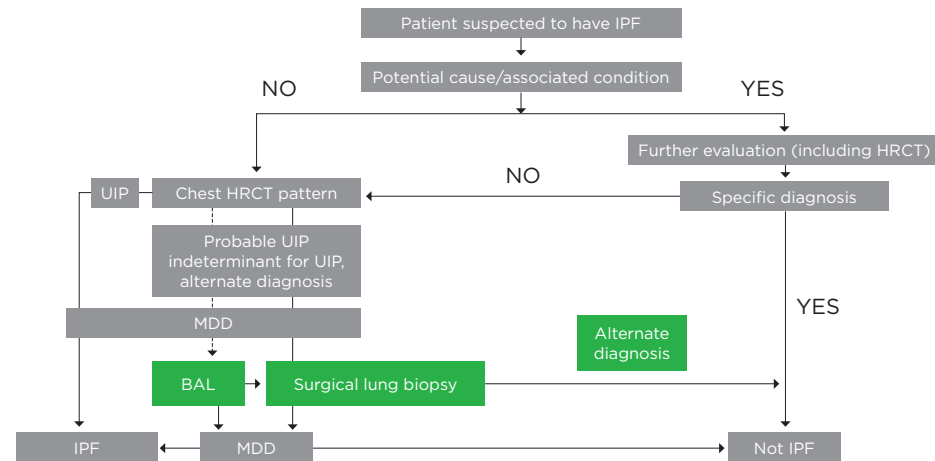 Patient suspected to have IPF
Potential cause/associated condition
NO
YES
Further evaluation (including HRCT)
NO
UIP
Chest HRCT pattern
Specific diagnosis
Probable UIP
indeterminant for UIP,
alternate diagnosis
YES
MDD
Alternate
diagnosis
BAL
Surgical lung biopsy
IPF
MDD
Not IPF